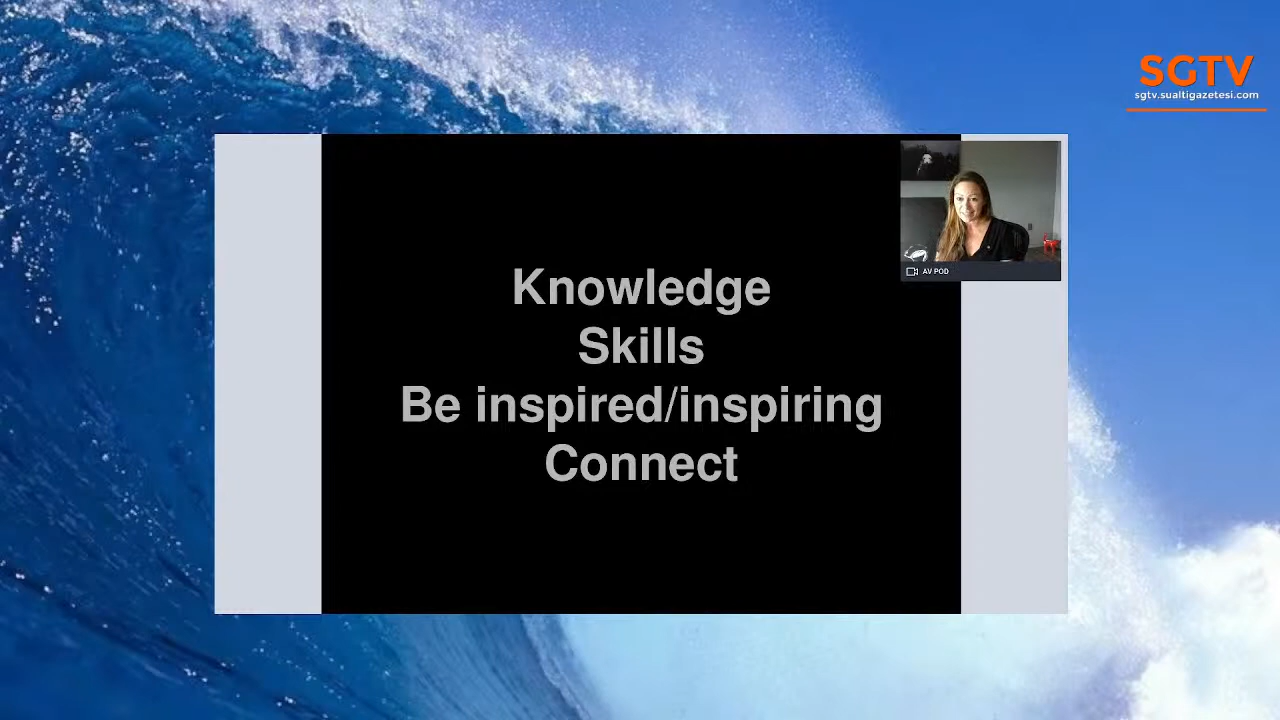 SGTV
sgtv.sualtigazetesi.com
AV POD
Knowledge
Skills
Be inspired/inspiring
Connect